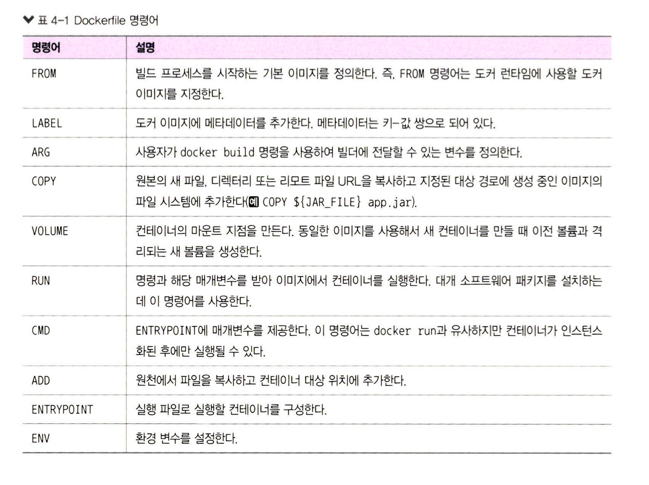 표 4-1 Dockerfile 명령어
명령어 설명
FROM 빌드 프로세스를 시작하는 기본 이미지를 정의한다. 즉, FROM 명령어는 도커 런타임에 사용할 도커
이미지를 지정한다.
LABEL 도커 이미지에 메타데이터를 추가한다. 메타데이터는 키-값 쌍으로 되어 있다.
ARG 사용자가 docker build 명령을 사용하여 빌더에 전달할 수 있는 변수를 정의한다.
COPY 원본의 새 파일, 디렉터리 또는 리모트 파일 URL을 복사하고 지정된 대상 경로에 생성 중인 이미지의
파일 시스템에 추가한다(예 COPY ${JAR_FILE} app.jar).
VOLUME 컨테이너의 마운트 지점을 만든다. 동일한 이미지를 사용해서 새 컨테이너를 만들 때 이전 볼륨과 격
리되는 새 볼륨을 생성한다.
RUN 명령과 해당 매개변수를 받아 이미지에서 컨테이너를 실행한다. 대개 소프트웨어 패키지를 설치하는
데 이 명령어를 사용한다.
CMD ENTRYPOINT에 매개변수를 제공한다. 이 명령어는 docker run과 유사하지만 컨테이너가 인스턴스
화된 후에만 실행될 수 있다.
ADD 원천에서 파일을 복사하고 컨테이너 대상 위치에 추가한다.
ENTRYPOINT 실행 파일로 실행할 컨테이너를 구성한다.
ENV 환경 변수를 설정한다.